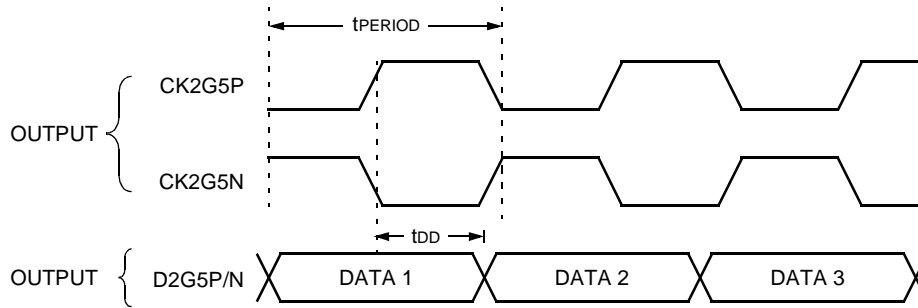 tPERIOD
CK2G5P
OUTPUT
CK2G5N
tDD
OUTPUT D2G5P/N DATA 1 DATA 2 DATA 3